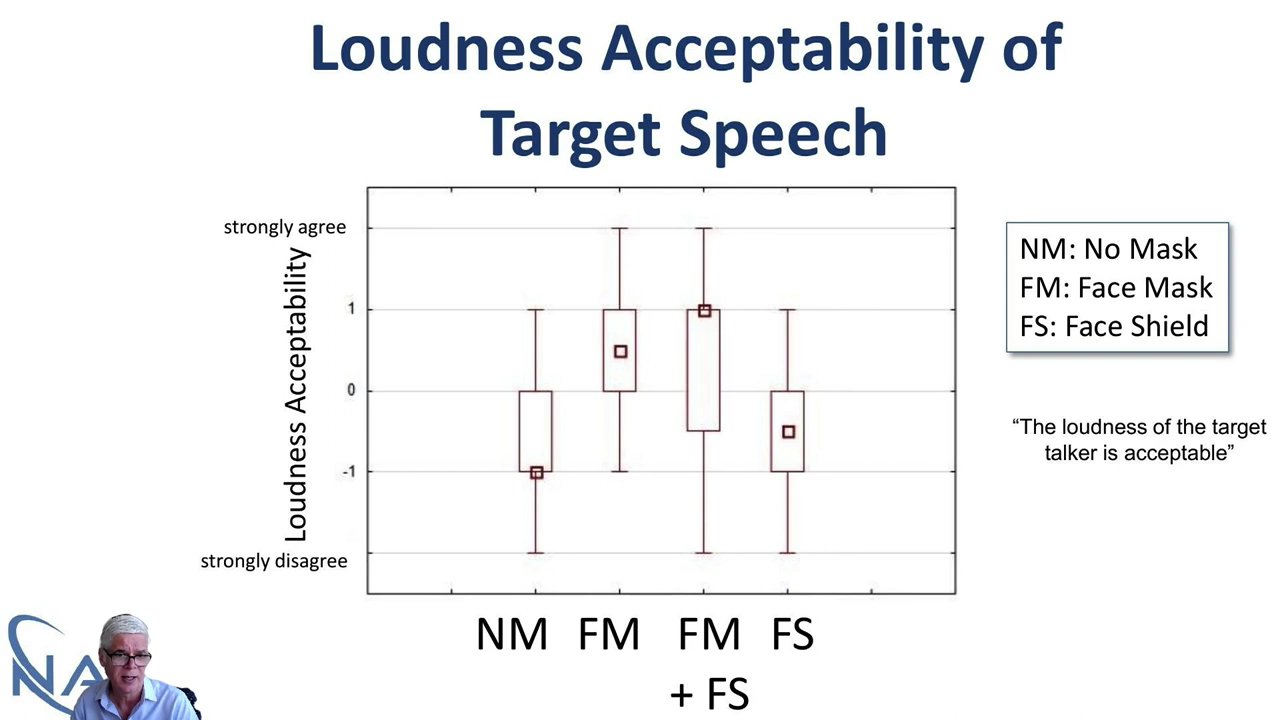 Loudness Acceptability of
Target Speech
strongly agree
Loudness Acceptability
1
0
-1
strongly disagree
NM: No Mask
FM: Face Mask
FS: Face Shield
“The loudness of the target
talker is acceptable”
NM FM FM FS
+ FS
NA